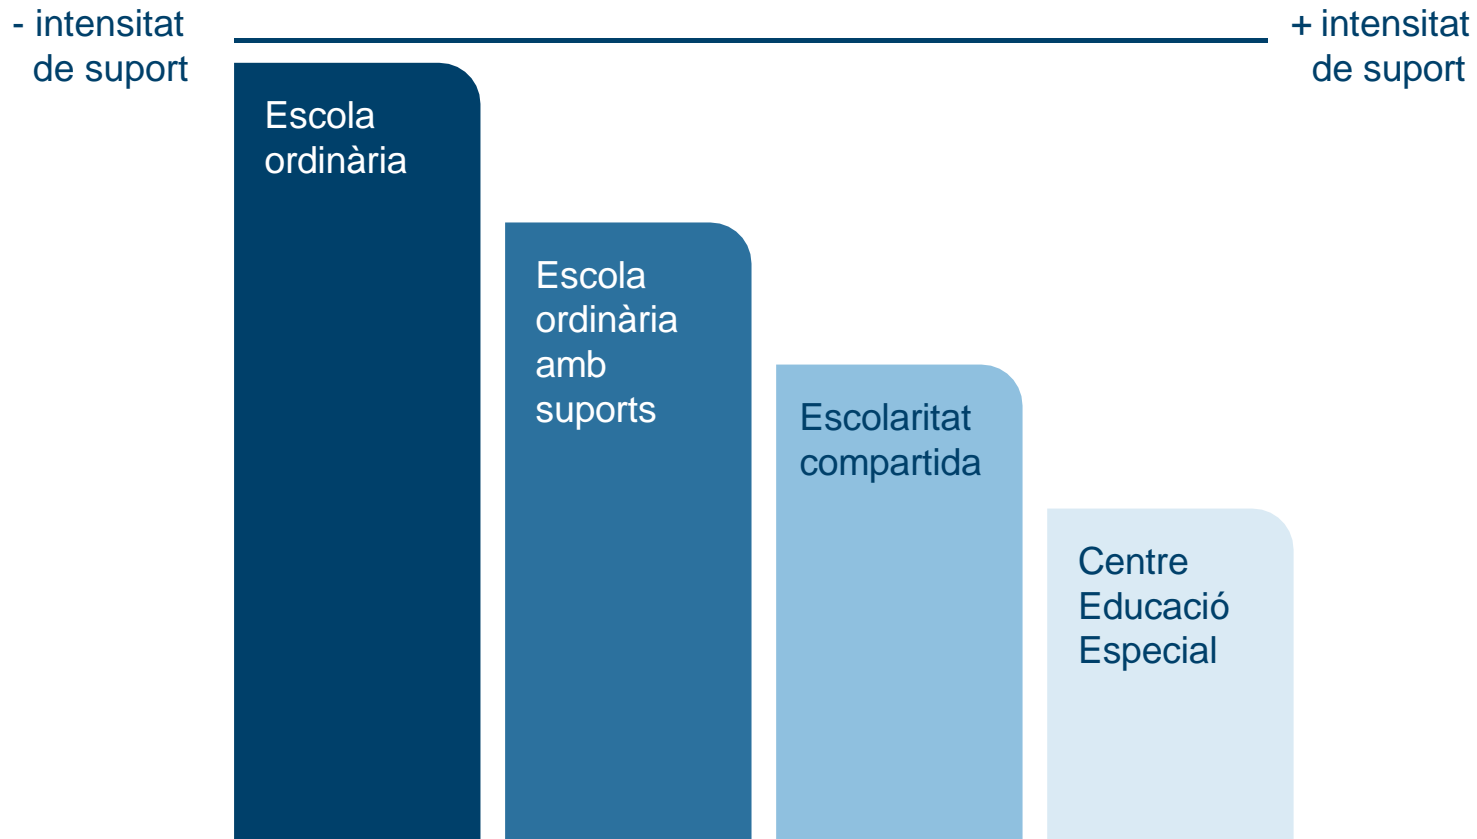 - intensitat
de suport
+ intensitat
de suport
Escola
ordinària
Escola
ordinària
amb
suports
Escolaritat
compartida
Centre
Educació
Especial